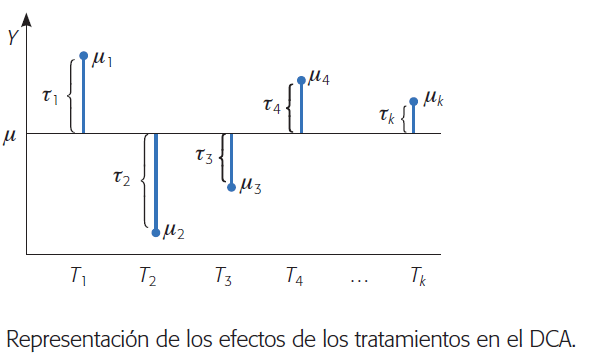 Y
μ₁
τ₁
μ₄
τ₄
μₖ
τₖ
μ
τ₃
τ₂
μ₃
μ₂
T₁ T₂ T₃ T₄ ... Tₖ
Representación de los efectos de los tratamientos en el DCA.